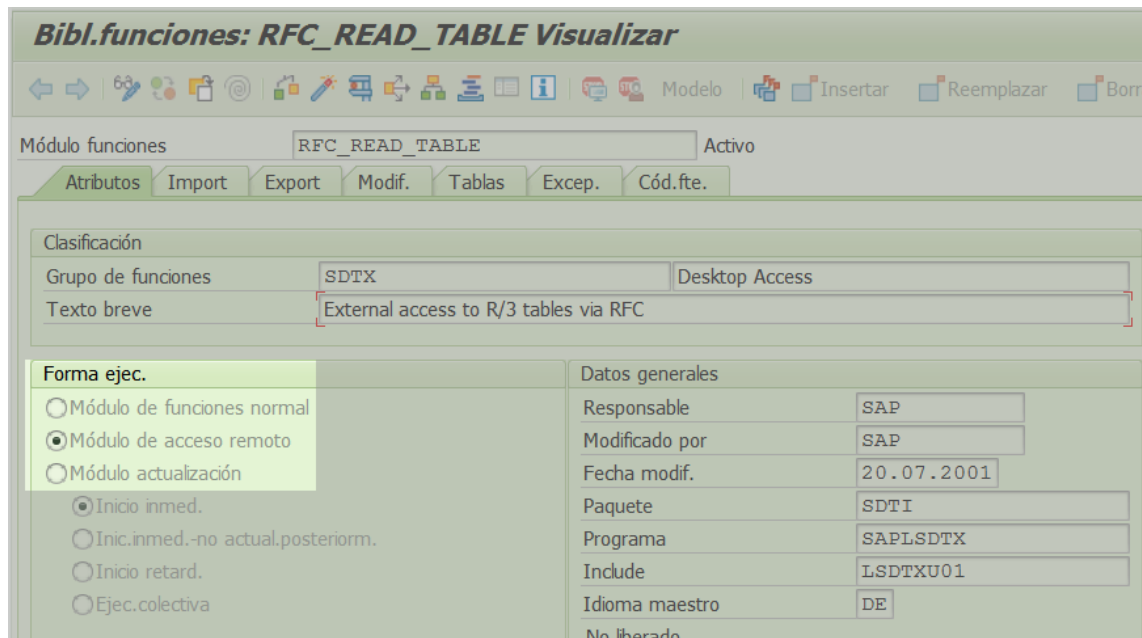 Bibl.funciones: RFC_READ_TABLE Visualizar
Modelo Insertar Reemplazar Borr
Módulo funciones RFC_READ_TABLE Activo
Atributos Import Export Modif. Tablas Excep. Cód.fte.
Clasificación
Grupo de funciones SDTX Desktop Access
Texto breve External access to R/3 tables via RFC
Forma ejec.
Módulo de funciones normal
Módulo de acceso remoto
Módulo actualización
Inicio inmed.
Inic.inmed.-no actual.posteriorm.
Inicio retard.
Ejec.colectiva
Datos generales
Responsable SAP
Modificado por SAP
Fecha modif. 20.07.2001
Paquete SDTI
Programa SAPLSDTX
Include LSDTXU01
Idioma maestro DE
No liberado